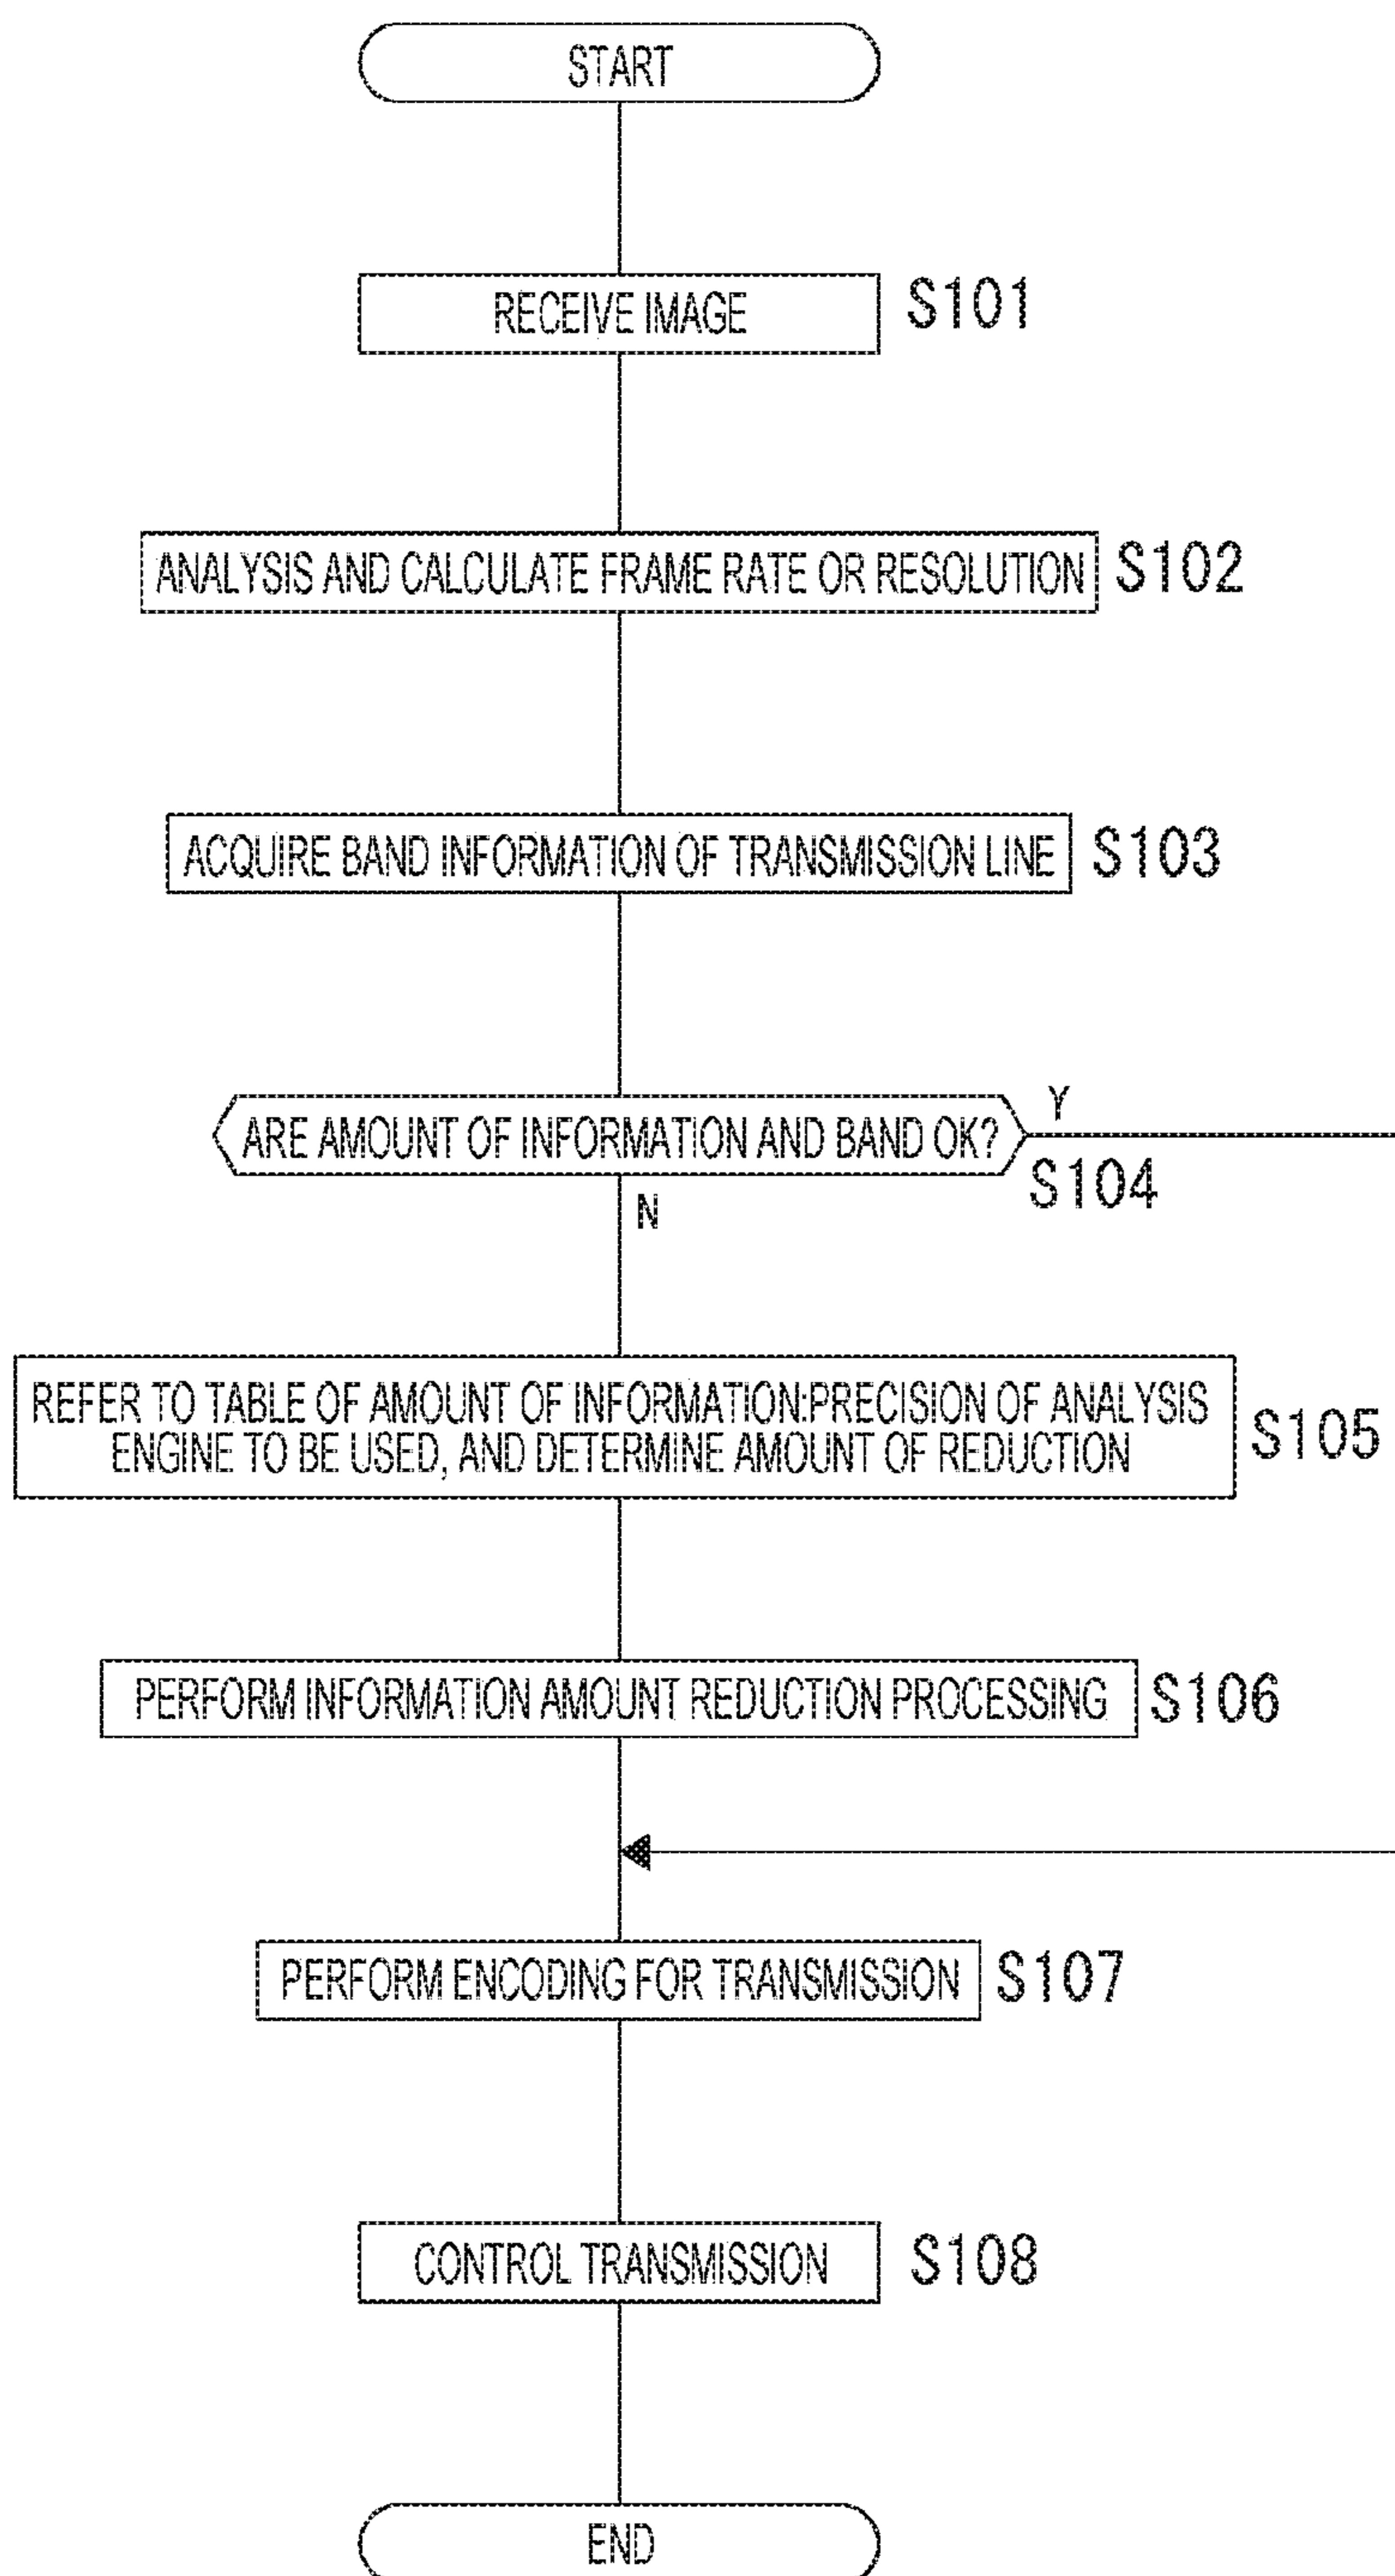 START
RECEIVE IMAGE
S101
ANALYSIS AND CALCULATE FRAME RATE OR RESOLUTION
S102
ACQUIRE BAND INFORMATION OF TRANSMISSION LINE
S103
ARE AMOUNT OF INFORMATION AND BAND OK?
Y
S104
N
REFER TO TABLE OF AMOUNT OF INFORMATION:PRECISION OF ANALYSIS
ENGINE TO BE USED, AND DETERMINE AMOUNT OF REDUCTION
S105
PERFORM INFORMATION AMOUNT REDUCTION PROCESSING
S106
PERFORM ENCODING FOR TRANSMISSION
S107
CONTROL TRANSMISSION
S108
END